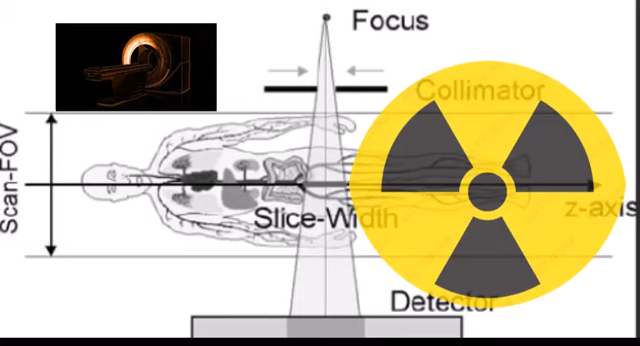 Focus
Collimator
Scan-FOV
Slice-Width
z-axis
Detector